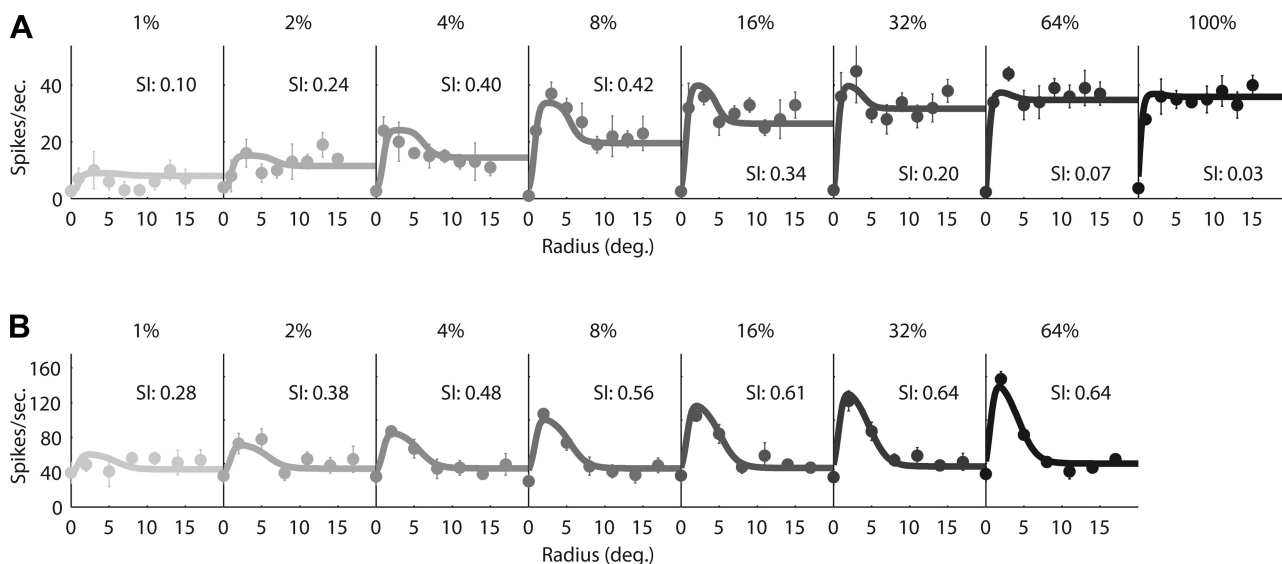 A
1% 2% 4% 8% 16% 32% 64% 100%
SI: 0.10 SI: 0.24 SI: 0.40 SI: 0.42
SI: 0.34 SI: 0.20 SI: 0.07 SI: 0.03
Spikes/sec.
40
20
0
0 5 10 15 0 5 10 15 0 5 10 15 0 5 10 15 0 5 10 15 0 5 10 15 0 5 10 15 0 5 10 15
Radius (deg.)
B
1% 2% 4% 8% 16% 32% 64%
SI: 0.28 SI: 0.38 SI: 0.48 SI: 0.56 SI: 0.61 SI: 0.64 SI: 0.64
Spikes/sec.
160
120
80
40
0
0 5 10 15 0 5 10 15 0 5 10 15 0 5 10 15 0 5 10 15 0 5 10 15 0 5 10 15
Radius (deg.)